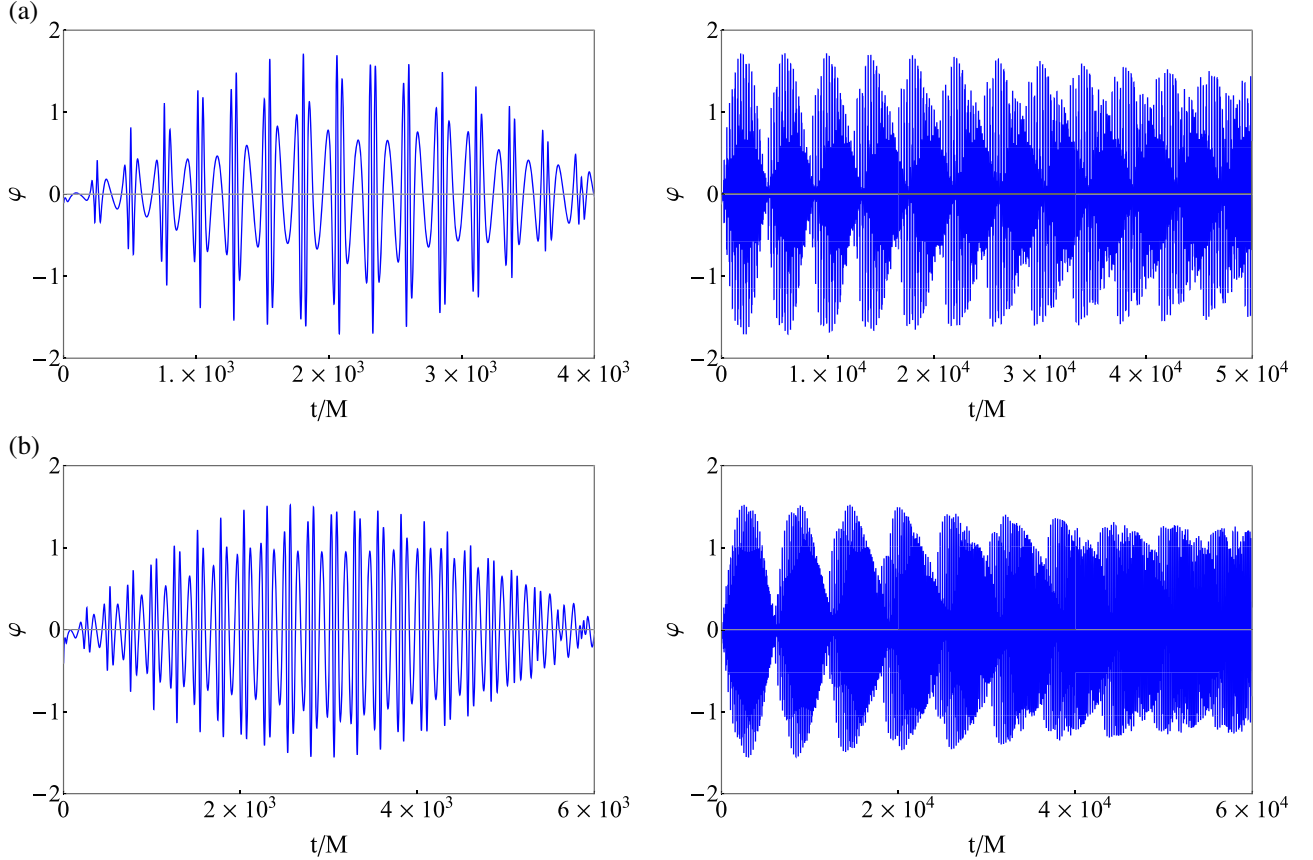 (a)
2
1
0
−1
−2
φ
0
1. × 10³
2 × 10³
3 × 10³
4 × 10³
t/M
2
1
0
−1
−2
φ
0
1. × 10⁴
2 × 10⁴
3 × 10⁴
4 × 10⁴
5 × 10⁴
t/M
(b)
2
1
0
−1
−2
φ
0
2 × 10³
4 × 10³
6 × 10³
t/M
2
1
0
−1
−2
φ
0
2 × 10⁴
4 × 10⁴
6 × 10⁴
t/M